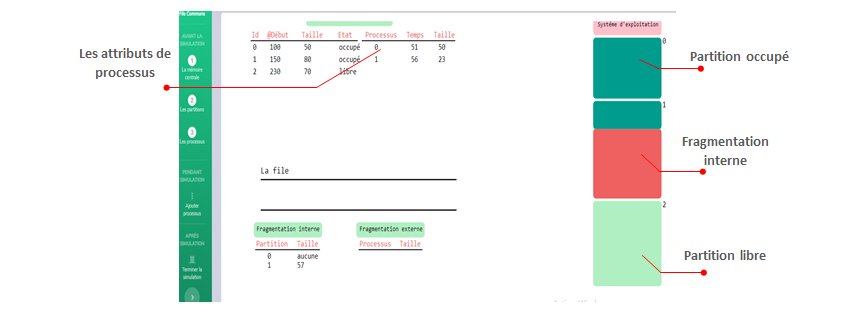 File Commune
AVANT LA
SIMULATION
1
La mémoire
centrale
2
Les partitions
3
Les processus
PENDANT
SIMULATION
Ajouter
processus
APRÈS
SIMULATION
Terminer la
simulation
Les attributs de
processus
Id @Début Taille Etat Processus Temps Taille
0 100 50 occupé 0 51 50
1 150 80 occupé 1 56 23
2 230 70 libre
La file
Fragmentation interne
Partition Taille
0 aucune
1 57
Fragmentation externe
Processus Taille
Système d'exploitation
0
1
2
Partition occupé
Fragmentation
interne
Partition libre